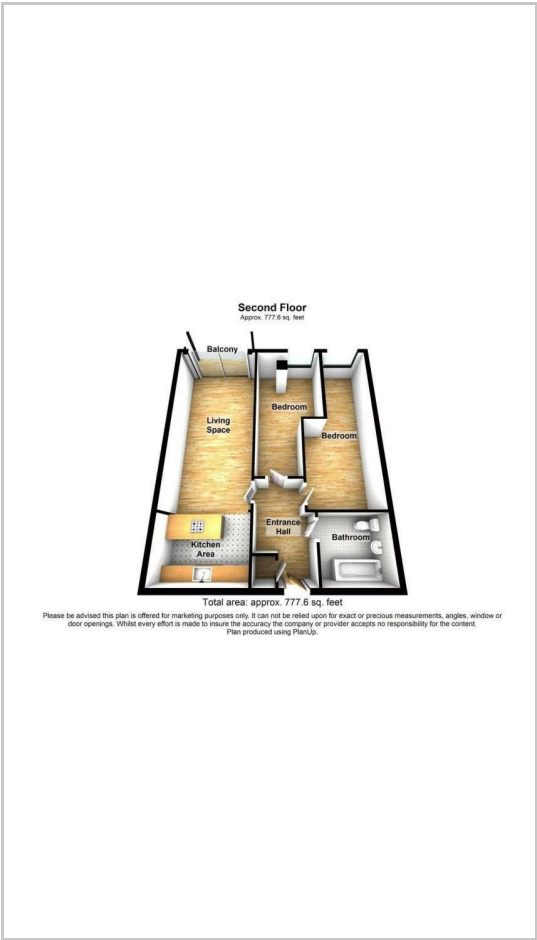 Second Floor
Approx. 777.6 sq. feet
Balcony
Living
Space
Bedroom
Bedroom
Kitchen
Area
Entrance
Hall
Bathroom
Total area: approx. 777.6 sq. feet
Please be advised this plan is offered for marketing purposes only. It can not be relied upon for exact or precious measurements, angles, window or
door openings. Whilst every effort is made to insure the accuracy the company or provider accepts no responsibility for the content.
Plan produced using PlanUp.